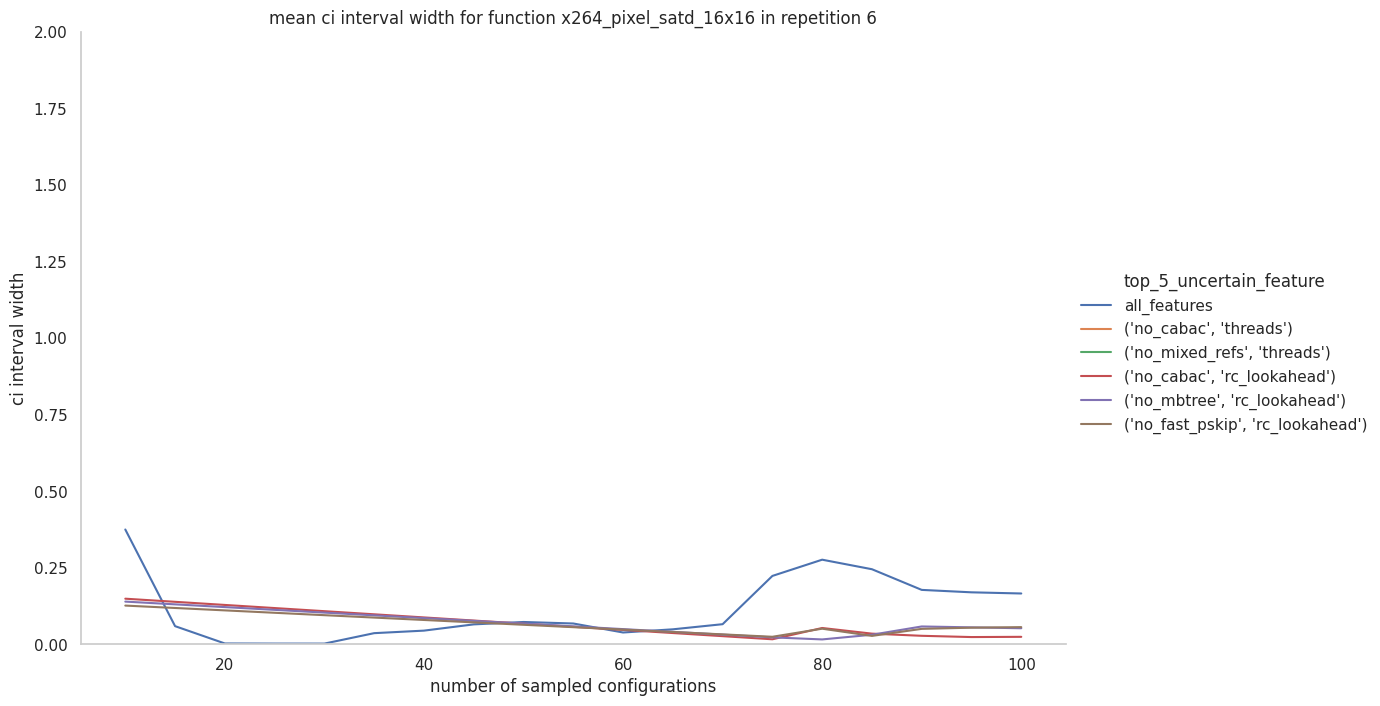 mean ci interval width for function x264_pixel_satd_16x16 in repetition 6
2.00
1.75
1.50
1.25
1.00
0.75
0.50
0.25
0.00
ci interval width
20
40
60
80
100
number of sampled configurations
top_5_uncertain_feature
all_features
('no_cabac', 'threads')
('no_mixed_refs', 'threads')
('no_cabac', 'rc_lookahead')
('no_mbtree', 'rc_lookahead')
('no_fast_pskip', 'rc_lookahead')